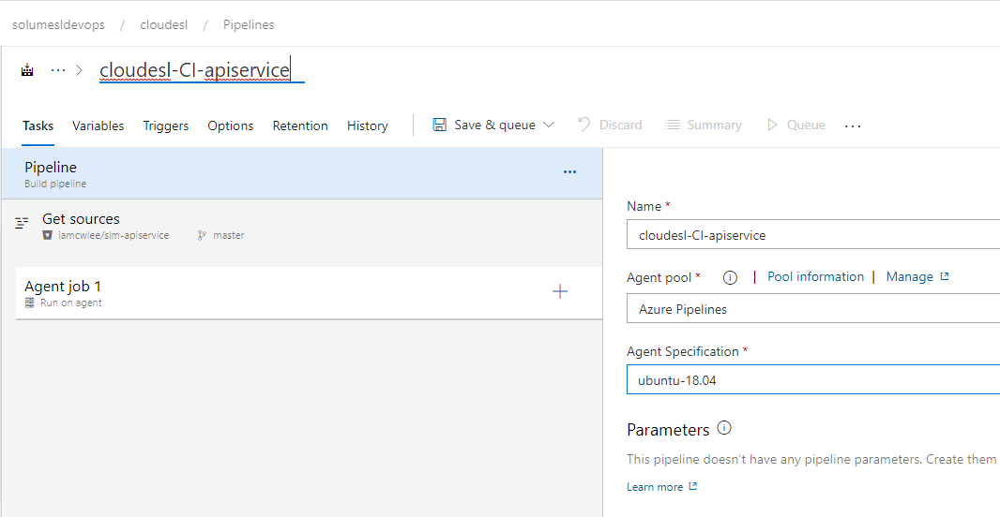 solumesldevops / cloudesl / Pipelines
··· > cloudesl-CI-apiservice
Tasks Variables Triggers Options Retention History Save & queue Discard Summary Queue ...
Pipeline ...
Build pipeline
Get sources
iamcwlee/slm-apiservice master
Agent job 1 +
Run on agent
Name *
cloudesl-CI-apiservice
Agent pool * | Pool information | Manage
Azure Pipelines
Agent Specification *
ubuntu-18.04
Parameters
This pipeline doesn't have any pipeline parameters. Create them
Learn more